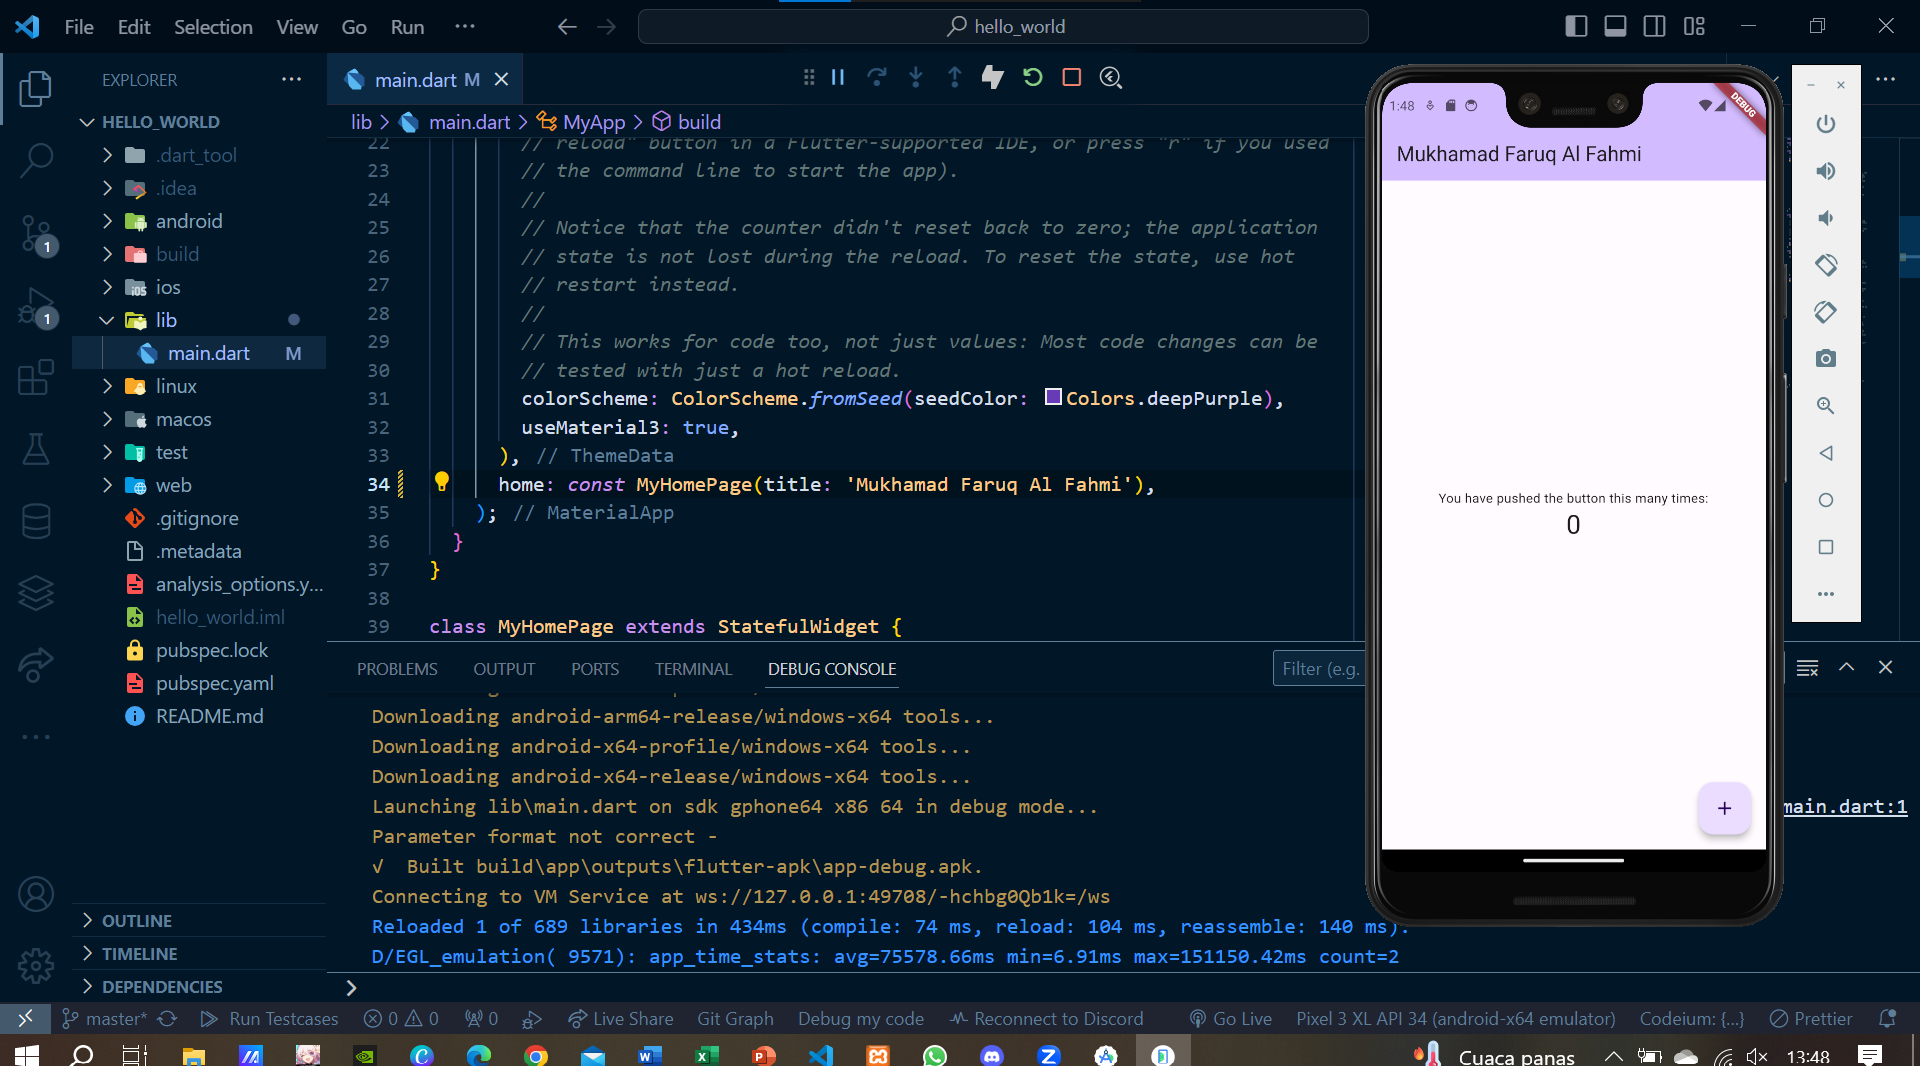 File Edit Selection View Go Run ···
hello_world
EXPLORER
main.dart M
HELLO_WORLD
.dart_tool
.idea
android
build
ios
lib
main.dart M
linux
macos
test
web
.gitignore
.metadata
analysis_options.y...
hello_world.iml
pubspec.lock
pubspec.yaml
README.md
OUTLINE
TIMELINE
DEPENDENCIES
1
1
lib > main.dart > MyApp > build
22 // reload" button in a Flutter-supported IDE, or press "r" if you used
23 // the command line to start the app).
24 //
25 // Notice that the counter didn't reset back to zero; the application
26 // state is not lost during the reload. To reset the state, use hot
27 // restart instead.
28 //
29 // This works for code too, not just values: Most code changes can be
30 // tested with just a hot reload.
31 colorScheme: ColorScheme.fromSeed(seedColor: Colors.deepPurple),
32 useMaterial3: true,
33 ), // ThemeData
34 home: const MyHomePage(title: 'Mukhamad Faruq Al Fahmi'),
35 ); // MaterialApp
36 }
37 }
38
39 class MyHomePage extends StatefulWidget {
PROBLEMS OUTPUT PORTS TERMINAL DEBUG CONSOLE
Filter (e.g.
Downloading android-arm64-release/windows-x64 tools...
Downloading android-x64-profile/windows-x64 tools...
Downloading android-x64-release/windows-x64 tools...
Launching lib\main.dart on sdk gphone64 x86 64 in debug mode...
main.dart:1
Parameter format not correct -
√ Built build\app\outputs\flutter-apk\app-debug.apk.
Connecting to VM Service at ws://127.0.0.1:49708/-hchbg0Qb1k=/ws
Reloaded 1 of 689 libraries in 434ms (compile: 74 ms, reload: 104 ms, reassemble: 140 ms).
D/EGL_emulation( 9571): app_time_stats: avg=75578.66ms min=6.91ms max=151150.42ms count=2
1:48
DEBUG
Mukhamad Faruq Al Fahmi
You have pushed the button this many times:
0
+
master* Run Testcases 0 0 0 Live Share Git Graph Debug my code Reconnect to Discord Go Live Pixel 3 XL API 34 (android-x64 emulator) Codeium: {...} Prettier
Cuaca panas 13:48